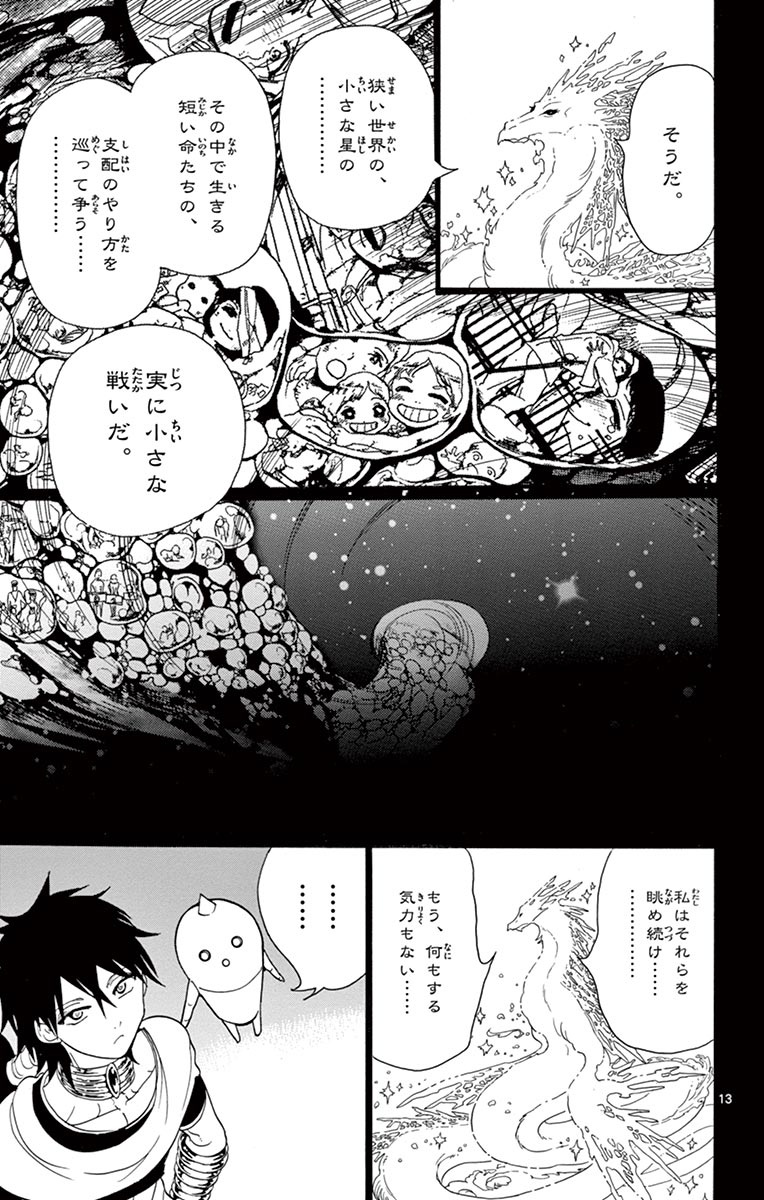 そうだ。
狭い世界の、
小さな星の
その中で生きる
短い命たちの、
支配のやり方を
巡って争う………
………………
実に小さな
戦いだ。
私はそれらを
眺め続け………
もう、何もする
気力もない………
………
………
13